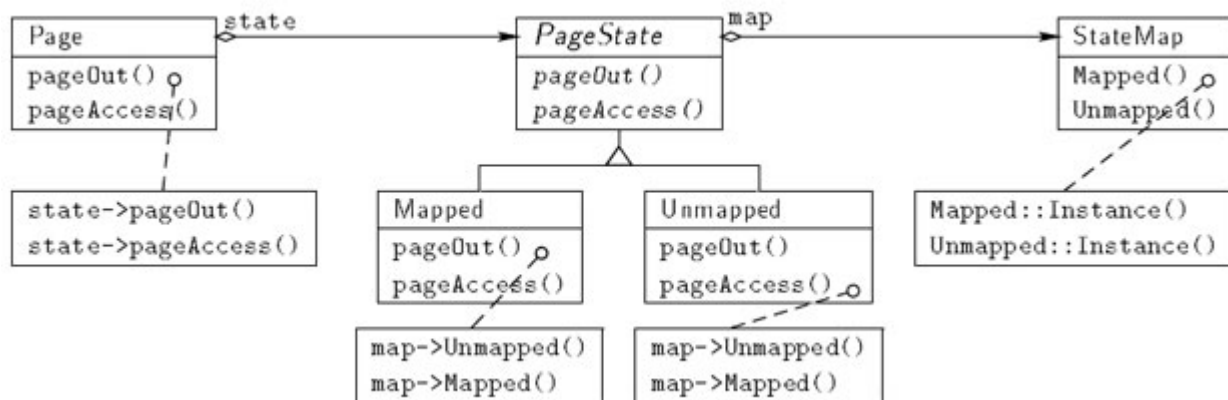 state
map
Page
pageOut()
pageAccess()
PageState
pageOut()
pageAccess()
StateMap
Mapped()
Unmapped()
state->pageOut()
state->pageAccess()
Mapped
pageOut()
pageAccess()
Unmapped
pageOut()
pageAccess()
Mapped::Instance()
Unmapped::Instance()
map->Unmapped()
map->Mapped()
map->Unmapped()
map->Mapped()